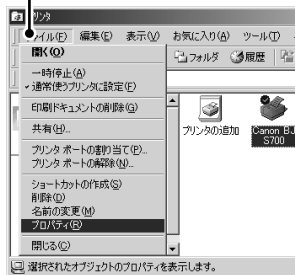 プリンタ
ファイル(F) 編集(E) 表示(V) お気に入り(A) ツール(T)
フォルダ 履歴
開く(O)
一時停止(A)
通常使うプリンタに設定(F)
印刷ドキュメントの削除(G)
共有(H)...
プリンタ ポートの割り当て(P)...
プリンタ ポートの解除(N)...
ショートカットの作成(S)
削除(D)
名前の変更(M)
プロパティ(R)
閉じる(C)
プリンタの追加
Canon BJ
S700
選択されたオブジェクトのプロパティを表示します。